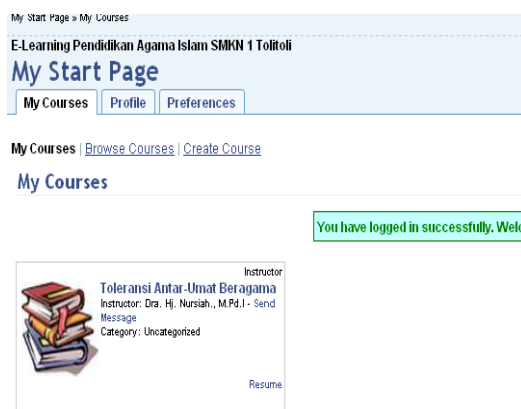 My Start Page » My Courses
E-Learning Pendidikan Agama Islam SMKN 1 Tolitoli
My Start Page
My Courses Profile Preferences
My Courses | Browse Courses | Create Course
My Courses
You have logged in successfully. Welc
Instructor
Toleransi Antar-Umat Beragama
Instructor: Dra. Hj. Nursiah., M.Pd.I - Send
Message
Category: Uncategorized
Resume